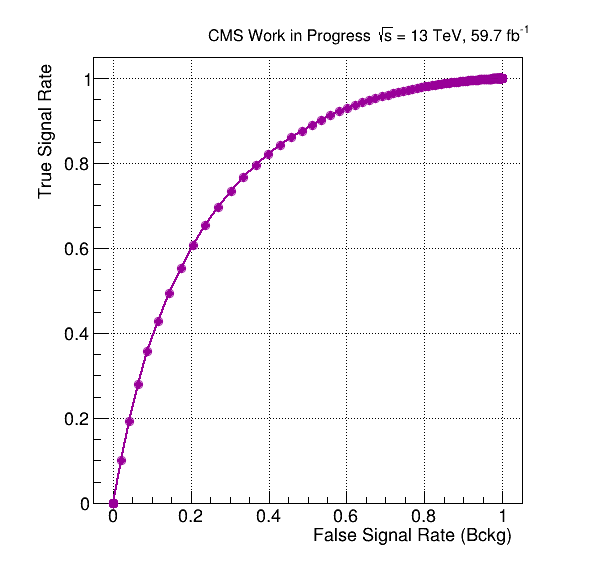 CMS Work in Progress √s = 13 TeV, 59.7 fb⁻¹
True Signal Rate
1
0.8
0.6
0.4
0.2
0
0 0.2 0.4 0.6 0.8 1
False Signal Rate (Bckg)